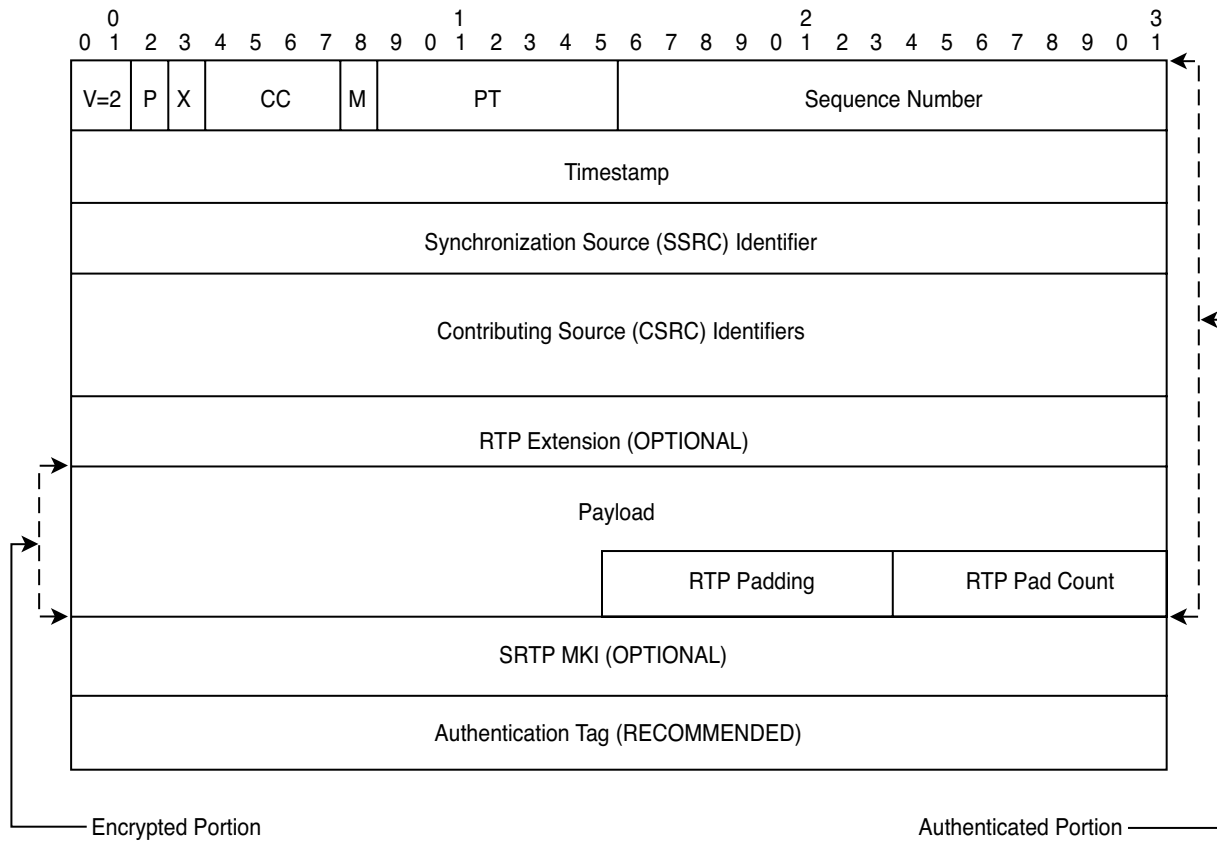 0 1 2 3
0 1 2 3 4 5 6 7 8 9 0 1 2 3 4 5 6 7 8 9 0 1 2 3 4 5 6 7 8 9 0 1
V=2 P X CC M PT Sequence Number
Timestamp
Synchronization Source (SSRC) Identifier
Contributing Source (CSRC) Identifiers
RTP Extension (OPTIONAL)
Payload
RTP Padding RTP Pad Count
SRTP MKI (OPTIONAL)
Authentication Tag (RECOMMENDED)
Encrypted Portion Authenticated Portion